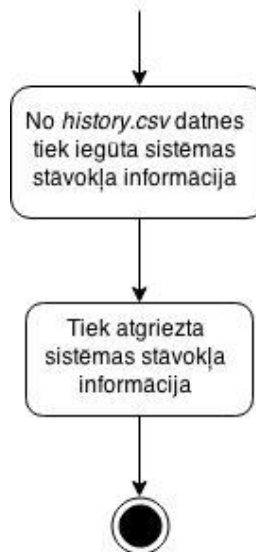 No history.csv datnes
tiek iegūta sistēmas
stāvokļa informācija
Tiek atgriezta
sistēmas stāvokļa
informācija